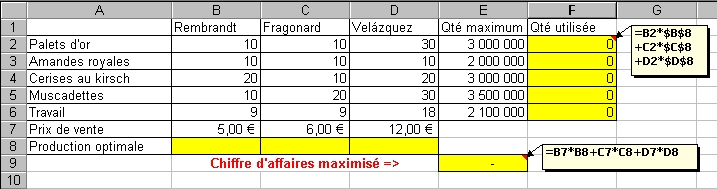 A B C D E F G
1 Rembrandt Fragonard Velázquez Qté maximum Qté utilisée
2 Palets d'or 10 10 30 3 000 000 0
3 Amandes royales 10 10 10 2 000 000 0
4 Cerises au kirsch 20 10 20 3 000 000 0
5 Muscadettes 10 20 30 3 500 000 0
6 Travail 9 9 18 2 100 000 0
7 Prix de vente 5,00 € 6,00 € 12,00 €
8 Production optimale
9 Chiffre d'affaires maximisé => -
10
=B2*$B$8
+C2*$C$8
+D2*$D$8
=B7*B8+C7*C8+D7*D8